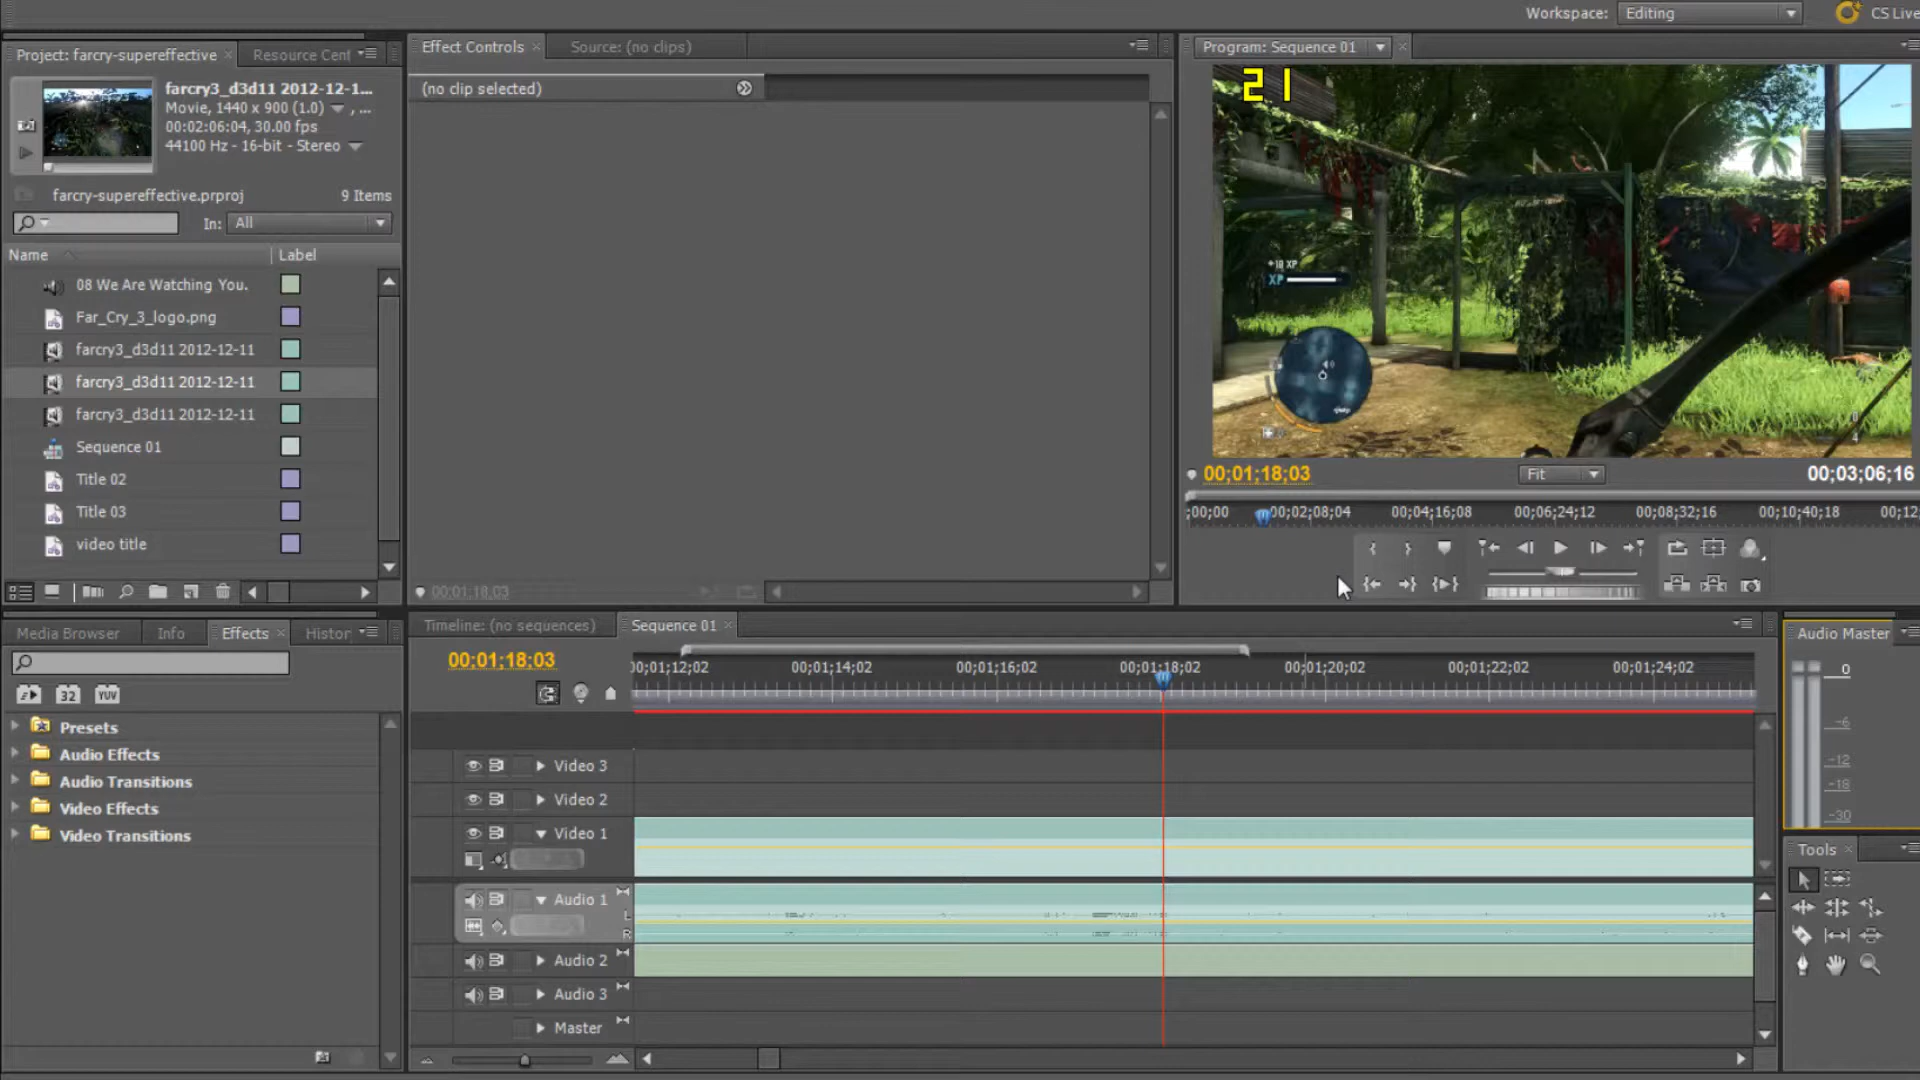 Workspace: Editing CS Live
Project: farcry-supereffective
Resource Cent
Effect Controls
Source: (no clips)
Program: Sequence 01
farcry3_d3d11 2012-12-1...
Movie, 1440 x 900 (1.0) , ...
00:02:06:04, 30.00 fps
44100 Hz - 16-bit - Stereo
(no clip selected)
21
farcry-supereffective.prproj 9 Items
In: All
Name Label
08 We Are Watching You.
Far_Cry_3_logo.png
farcry3_d3d11 2012-12-11
farcry3_d3d11 2012-12-11
farcry3_d3d11 2012-12-11
Sequence 01
Title 02
Title 03
video title
+10 XP
XP
4
00;01;18;03 Fit 00;03;06;16
;00;00 00;02;08;04 00;04;16;08 00;06;24;12 00;08;32;16 00;10;40;18 00;12;
00;01;18;03
Media Browser Info Effects Histor
32 YUV
Presets
Audio Effects
Audio Transitions
Video Effects
Video Transitions
Timeline: (no sequences) Sequence 01
00;01;18;03
00;01;12;02 00;01;14;02 00;01;16;02 00;01;18;02 00;01;20;02 00;01;22;02 00;01;24;02
Video 3
Video 2
Video 1
Audio 1
L
R
Audio 2
Audio 3
Master
Audio Master
0
-6
-12
-18
-30
Tools